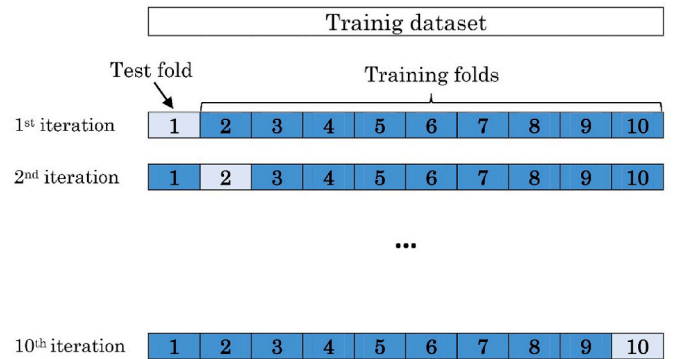 Trainig dataset
Test fold
Training folds
1st iteration 1 2 3 4 5 6 7 8 9 10
2nd iteration 1 2 3 4 5 6 7 8 9 10
...
10th iteration 1 2 3 4 5 6 7 8 9 10